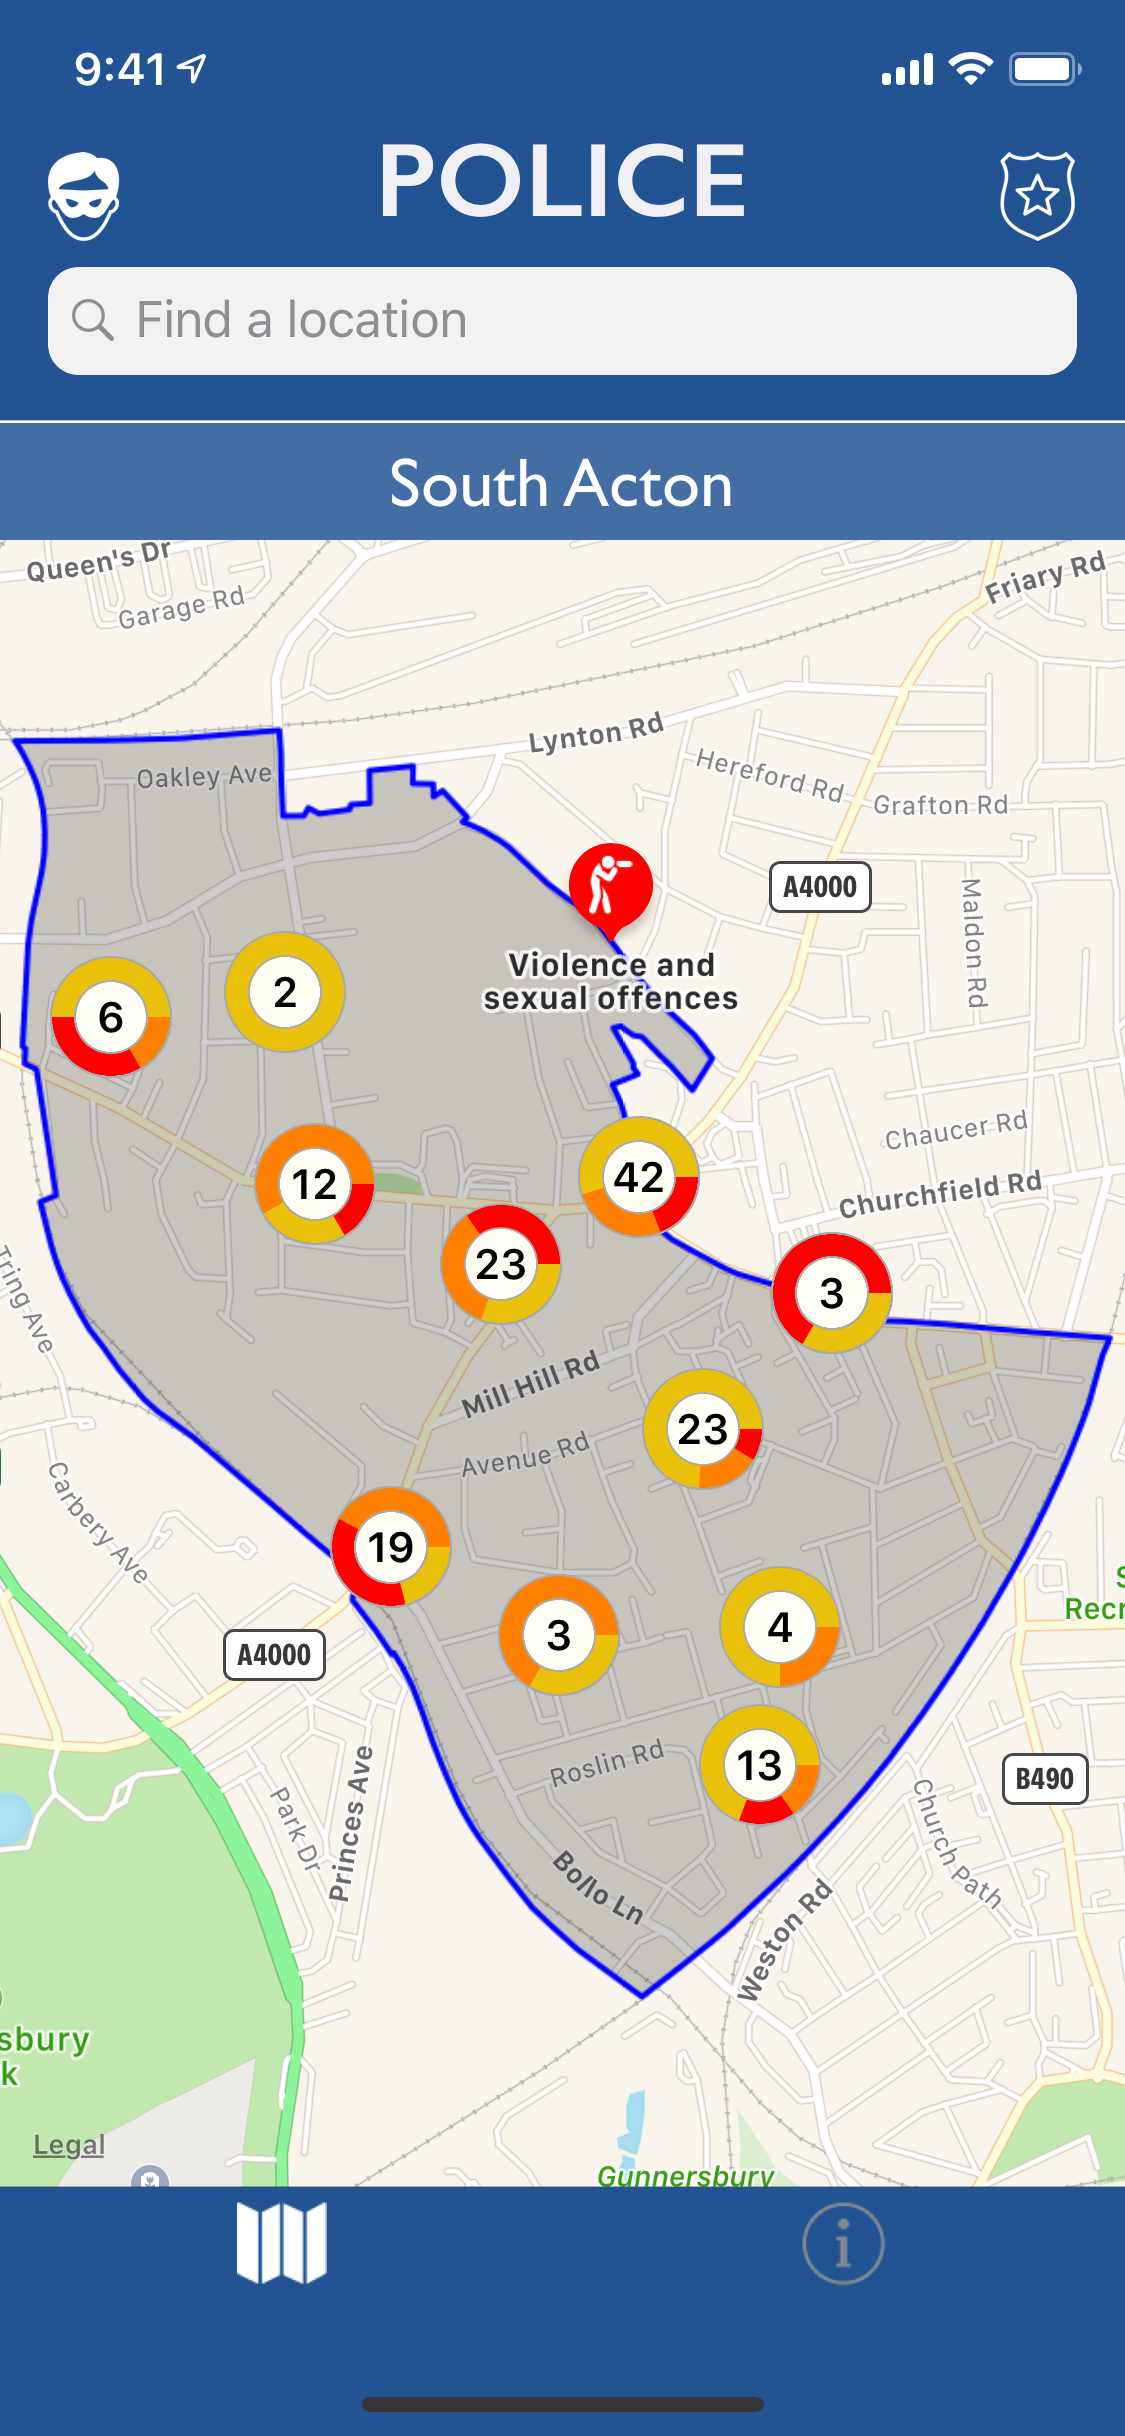 9:41
POLICE
Find a location
South Acton
Queen's Dr
Garage Rd
Friary Rd
Lynton Rd
Oakley Ave
Hereford Rd
Grafton Rd
A4000
Maldon Rd
Violence and
sexual offences
6
2
12
42
23
Chaucer Rd
Churchfield Rd
3
Tring Ave
Mill Hill Rd
23
Avenue Rd
Carbery Ave
19
3
4
Recr
A4000
Roslin Rd
13
B490
Park Dr
Princes Ave
Church Path
Bollo Ln
Weston Rd
sbury
k
Legal
Gunnersbury